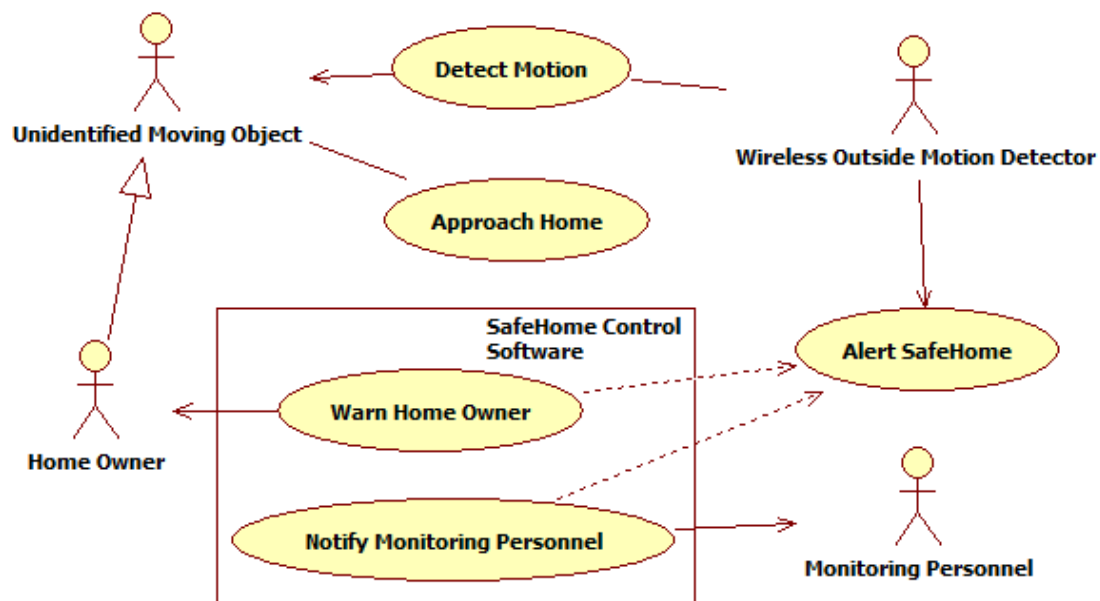 Detect Motion
Unidentified Moving Object
Wireless Outside Motion Detector
Approach Home
SafeHome Control
Software
Alert SafeHome
Warn Home Owner
Home Owner
Notify Monitoring Personnel
Monitoring Personnel